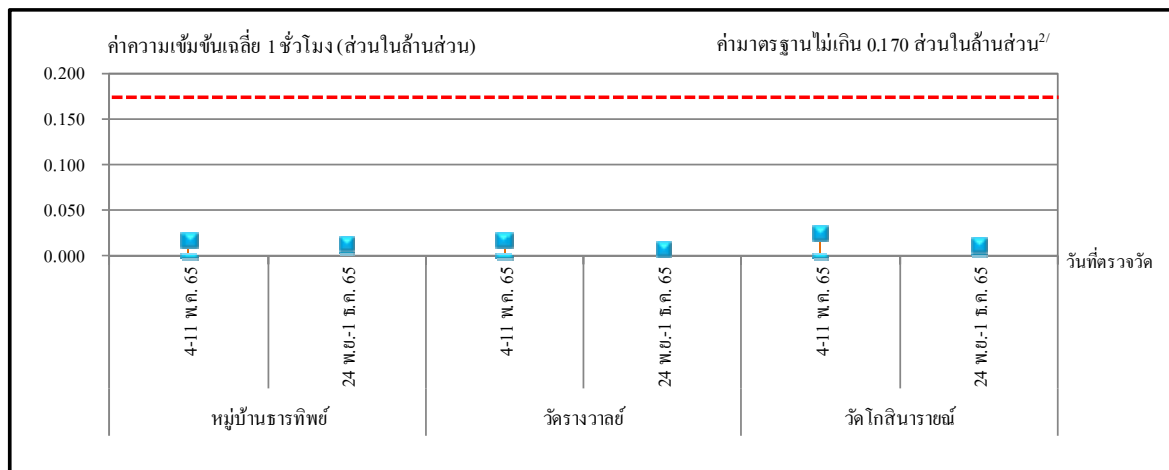 ค่าความเข้มข้นเฉลี่ย 1 ชั่วโมง (ส่วนในล้านส่วน) ค่ามาตรฐานไม่เกิน 0.170 ส่วนในล้านส่วน2/
0.200
0.150
0.100
0.050
0.000
วันที่ตรวจวัด
4-11 พ.ค. 65
24 พ.ย.-1 ธ.ค. 65
4-11 พ.ค. 65
24 พ.ย.-1 ธ.ค. 65
4-11 พ.ค. 65
24 พ.ย.-1 ธ.ค. 65
หมู่บ้านธารทิพย์ วัดรางวาลย์ วัดโกสินารายณ์